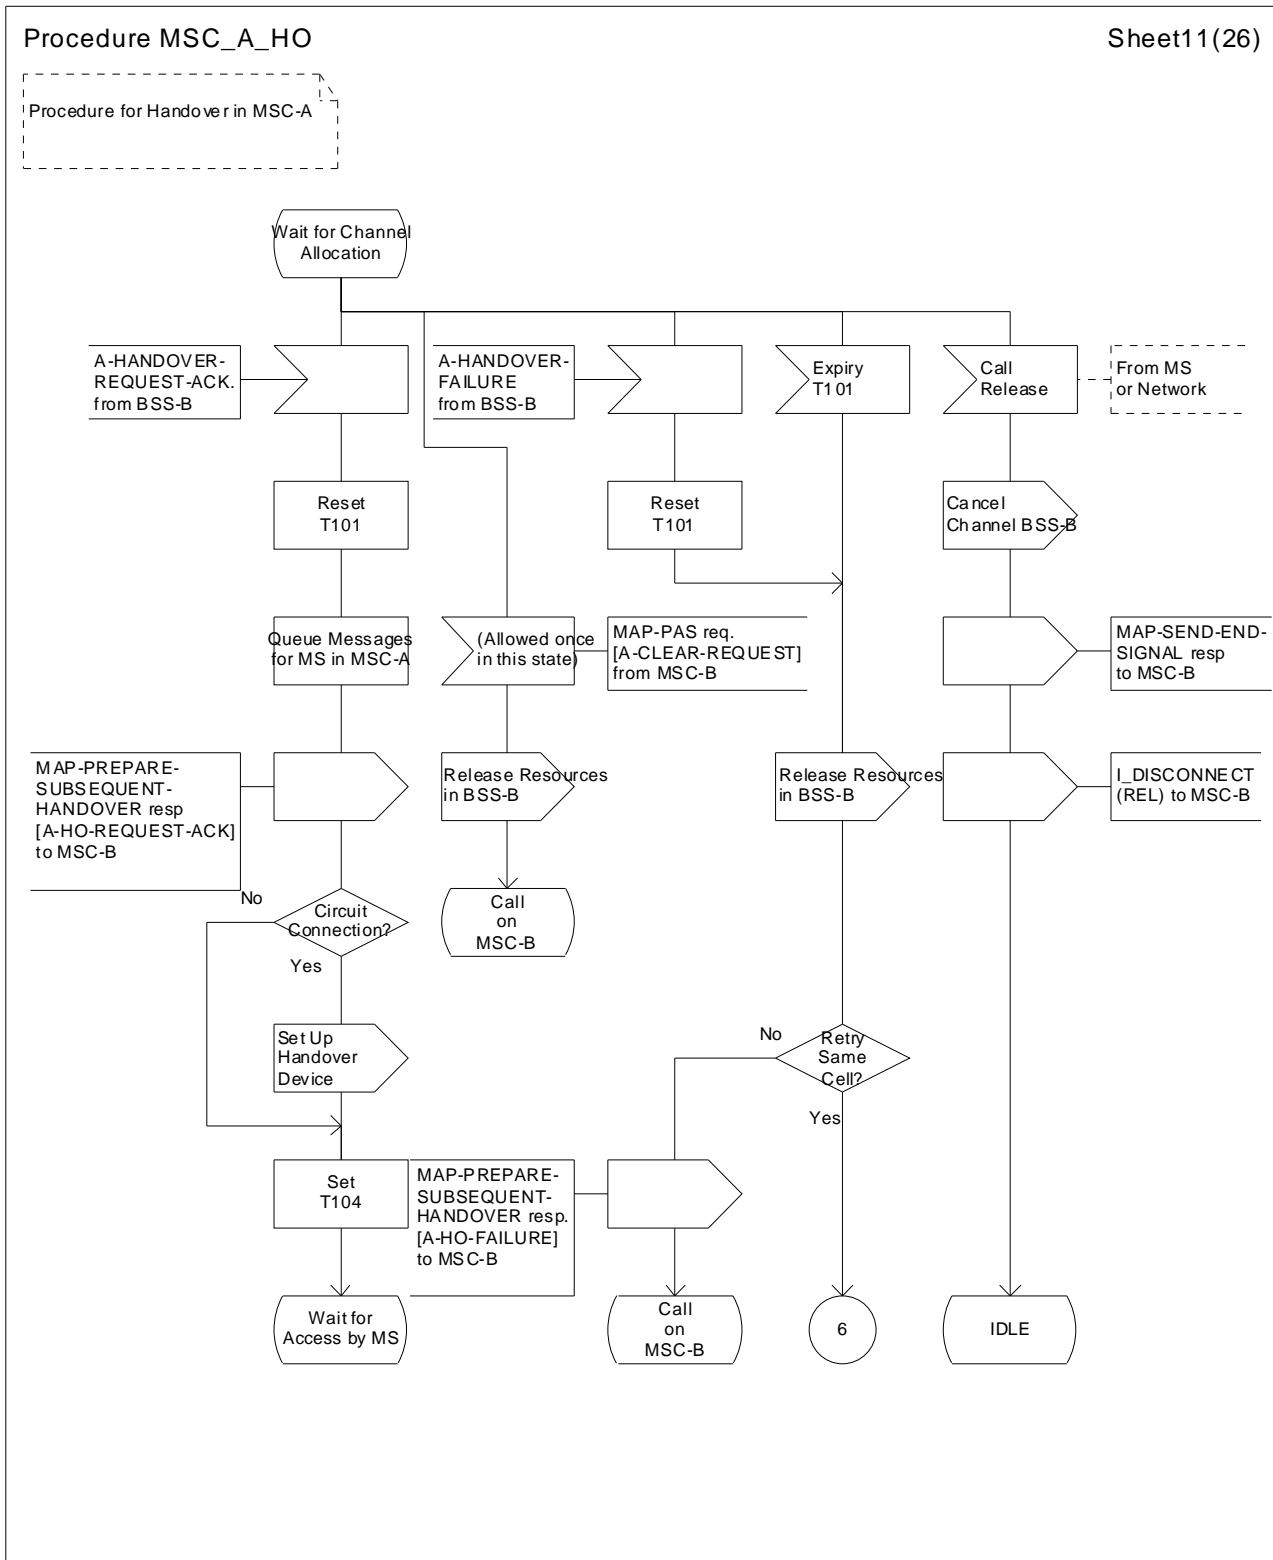 Procedure MSC_A_HO
Sheet11(26)
Procedure for Handover in MSC-A
Wait for Channel
Allocation
A-HANDOVER-
REQUEST-ACK.
from BSS-B
A-HANDOVER-
FAILURE
from BSS-B
Expiry
T101
Call
Release
From MS
or Network
Reset
T101
Reset
T101
Cancel
Channel BSS-B
Queue Messages
for MS in MSC-A
(Allowed once
in this state)
MAP-PAS req.
[A-CLEAR-REQUEST]
from MSC-B
MAP-SEND-END-
SIGNAL resp
to MSC-B
MAP-PREPARE-
SUBSEQUENT-
HANDOVER resp
[A-HO-REQUEST-ACK]
to MSC-B
Release Resources
in BSS-B
Release Resources
in BSS-B
I_DISCONNECT
(REL) to MSC-B
No
Circuit
Connection?
Yes
Call
on
MSC-B
Set Up
Handover
Device
No
Retry
Same
Cell?
Yes
Set
T104
MAP-PREPARE-
SUBSEQUENT-
HANDOVER resp.
[A-HO-FAILURE]
to MSC-B
Wait for
Access by MS
Call
on
MSC-B
6
IDLE